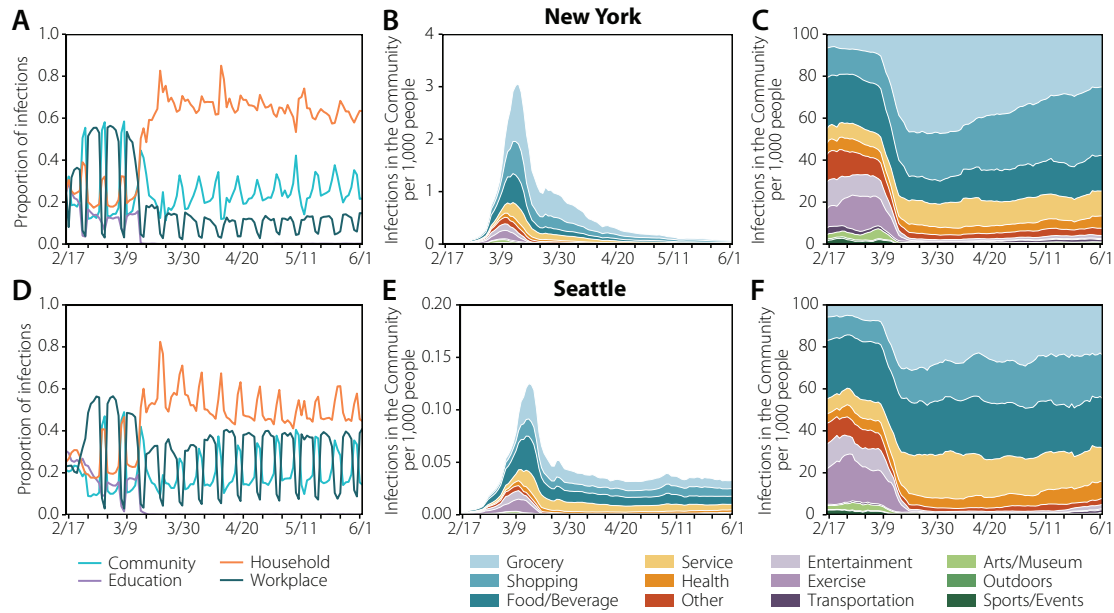 New York
A
B
C
Proportion of infections
1.0
0.8
0.6
0.4
0.2
0.0
2/17
3/9
3/30
4/20
5/11
6/1
Infections in the Community
per 1,000 people
4
3
2
1
0
2/17
3/9
3/30
4/20
5/11
6/1
Infections in the Community
per 1,000 people
100
80
60
40
20
0
2/17
3/9
3/30
4/20
5/11
6/1
Seattle
D
E
F
Proportion of infections
1.0
0.8
0.6
0.4
0.2
0.0
2/17
3/9
3/30
4/20
5/11
6/1
Infections in the Community
per 1,000 people
0.20
0.15
0.10
0.05
0.00
2/17
3/9
3/30
4/20
5/11
6/1
Infections in the Community
per 1,000 people
100
80
60
40
20
0
2/17
3/9
3/30
4/20
5/11
6/1
Community
Household
Education
Workplace
Grocery
Shopping
Food/Beverage
Service
Health
Other
Entertainment
Exercise
Transportation
Arts/Museum
Outdoors
Sports/Events